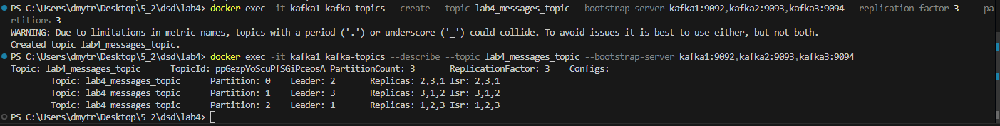 PS C:\Users\dmytr\Desktop\5_2\dsd\lab4> docker exec -it kafka1 kafka-topics --create --topic lab4_messages_topic --bootstrap-server kafka1:9092,kafka2:9093,kafka3:9094 --replication-factor 3 --pa
rtitions 3
WARNING: Due to limitations in metric names, topics with a period ('.') or underscore ('_') could collide. To avoid issues it is best to use either, but not both.
Created topic lab4_messages_topic.
PS C:\Users\dmytr\Desktop\5_2\dsd\lab4> docker exec -it kafka1 kafka-topics --describe --topic lab4_messages_topic --bootstrap-server kafka1:9092,kafka2:9093,kafka3:9094
Topic: lab4_messages_topic TopicId: ppGezpYoScuPfSGiPceosA PartitionCount: 3 ReplicationFactor: 3 Configs:
Topic: lab4_messages_topic Partition: 0 Leader: 2 Replicas: 2,3,1 Isr: 2,3,1
Topic: lab4_messages_topic Partition: 1 Leader: 3 Replicas: 3,1,2 Isr: 3,1,2
Topic: lab4_messages_topic Partition: 2 Leader: 1 Replicas: 1,2,3 Isr: 1,2,3
PS C:\Users\dmytr\Desktop\5_2\dsd\lab4>